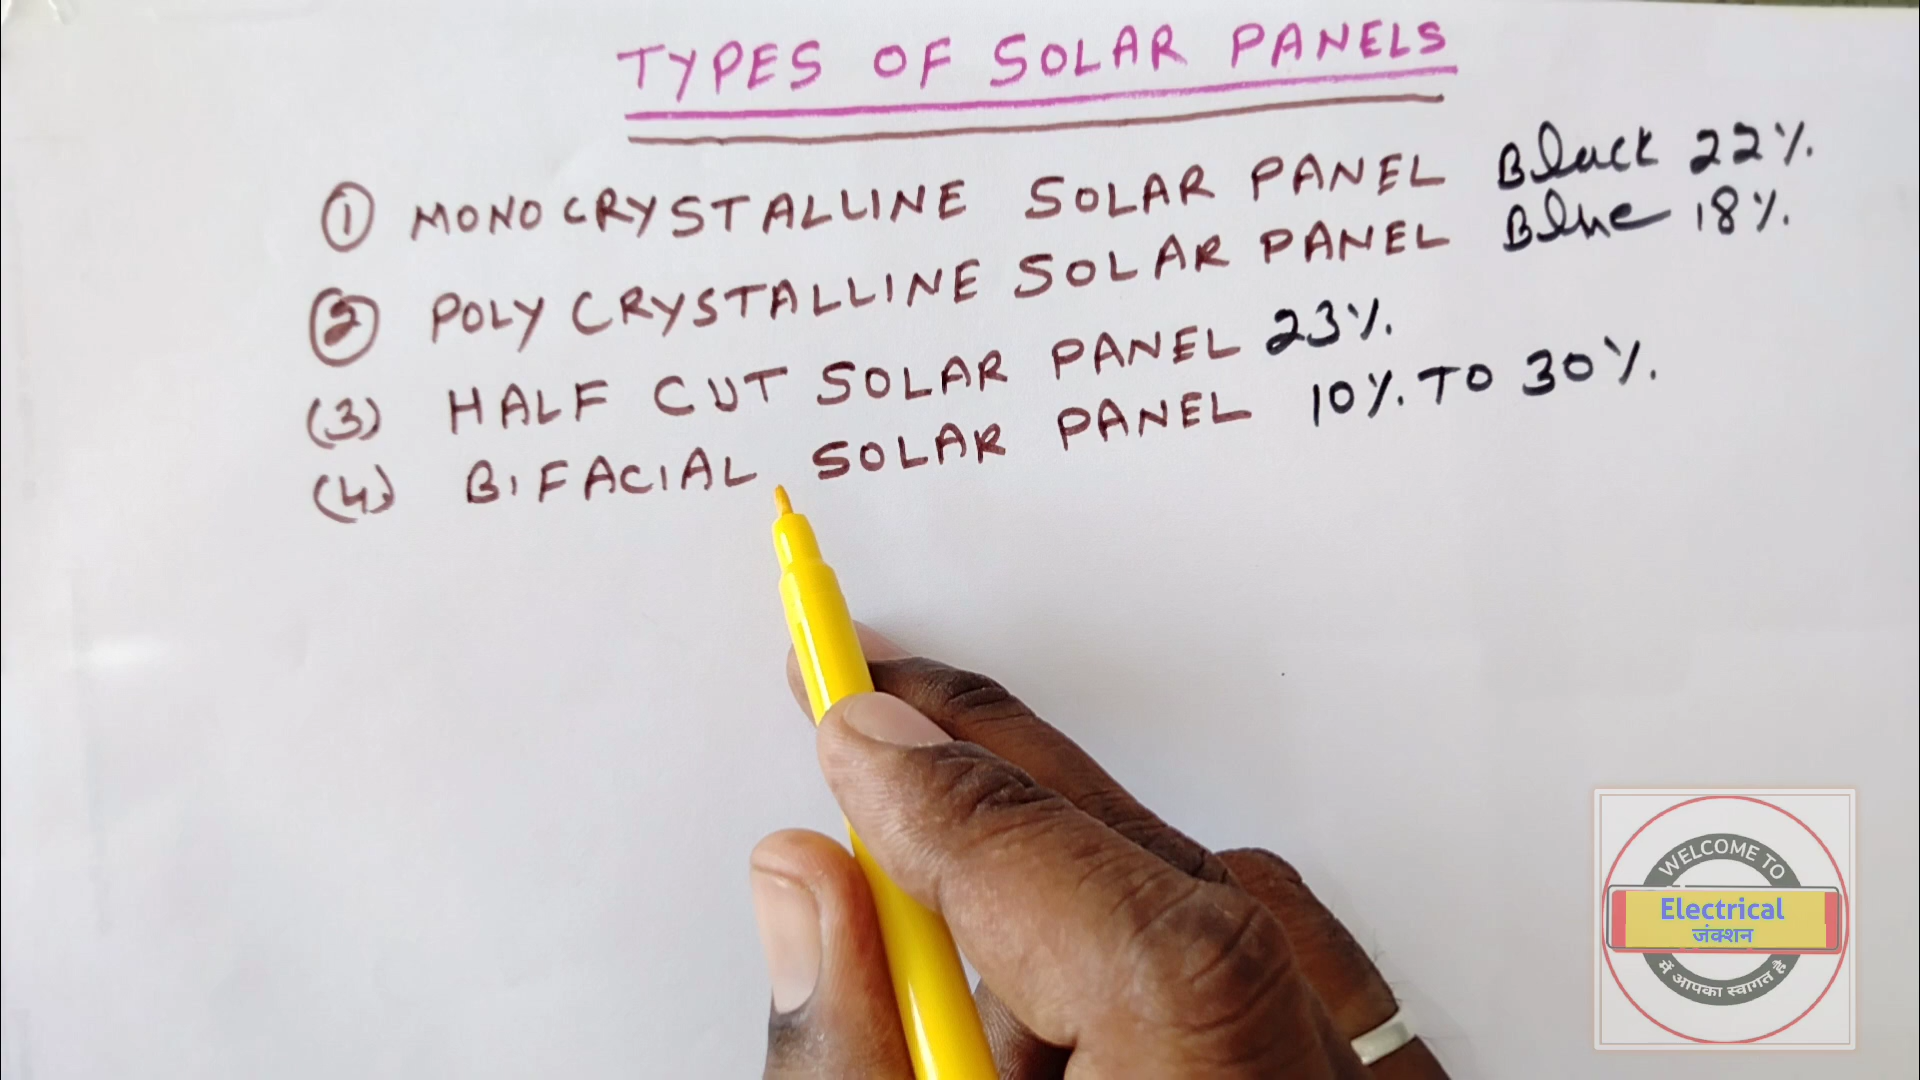 TYPES OF SOLAR PANELS
① MONOCRYSTALLINE SOLAR PANEL Black 22%.
② POLY CRYSTALLINE SOLAR PANEL Blue 18%.
(3) HALF CUT SOLAR PANEL 23%.
(4) BIFACIAL SOLAR PANEL 10%. TO 30%.
WELCOME TO
Electrical
जंक्शन
में आपका स्वागत है